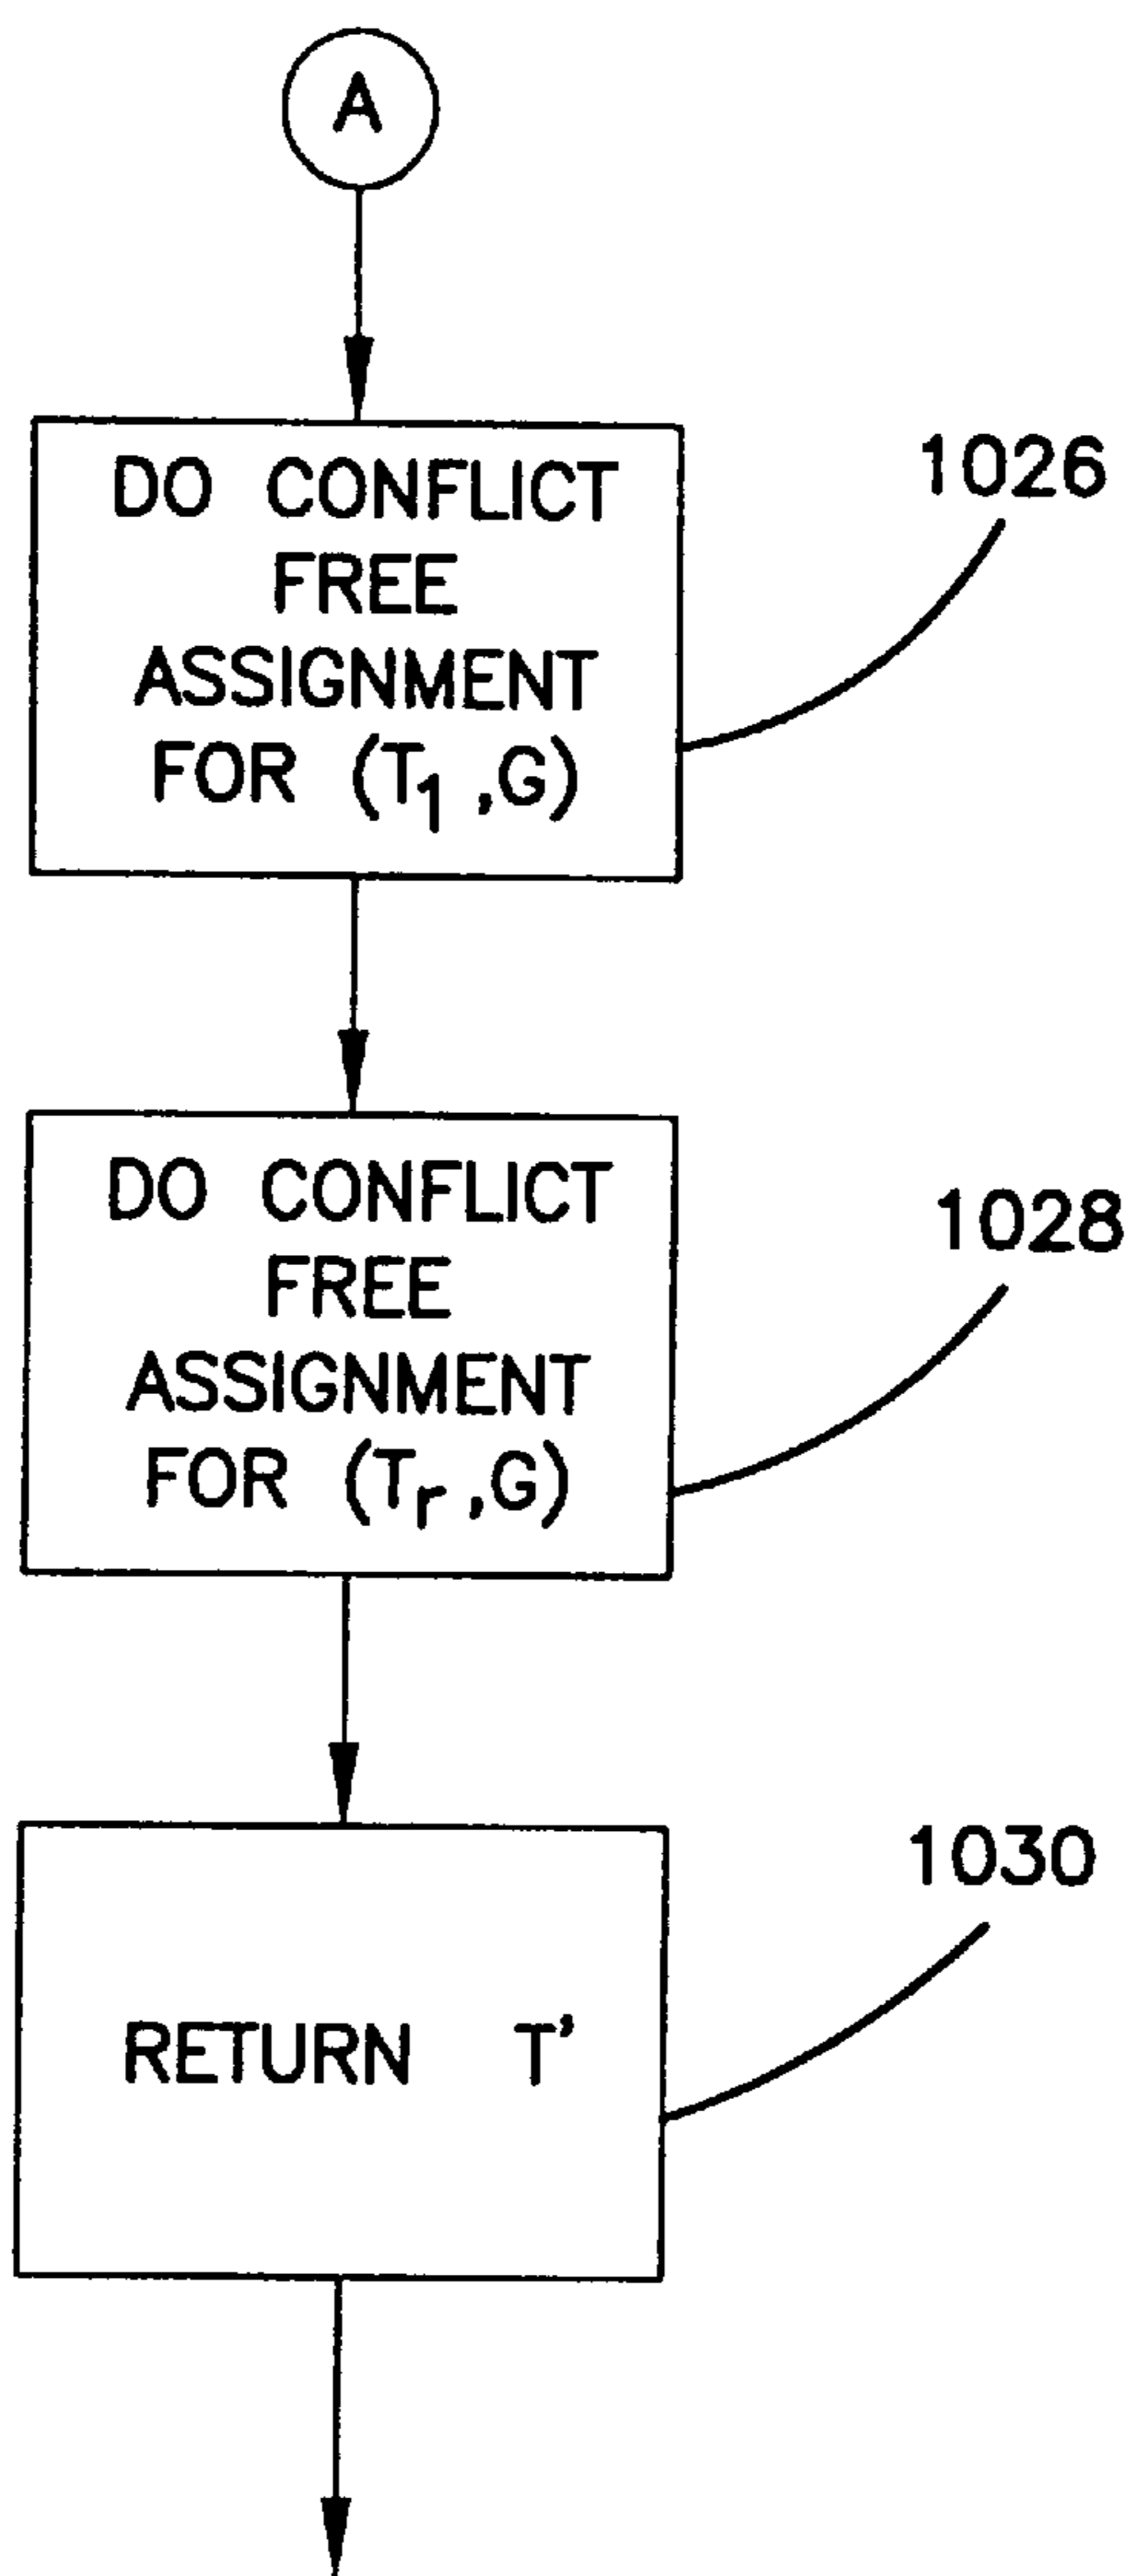 A
DO CONFLICT
FREE
ASSIGNMENT
FOR (T₁ ,G)
1026
DO CONFLICT
FREE
ASSIGNMENT
FOR (Tᵣ ,G)
1028
RETURN T'
1030